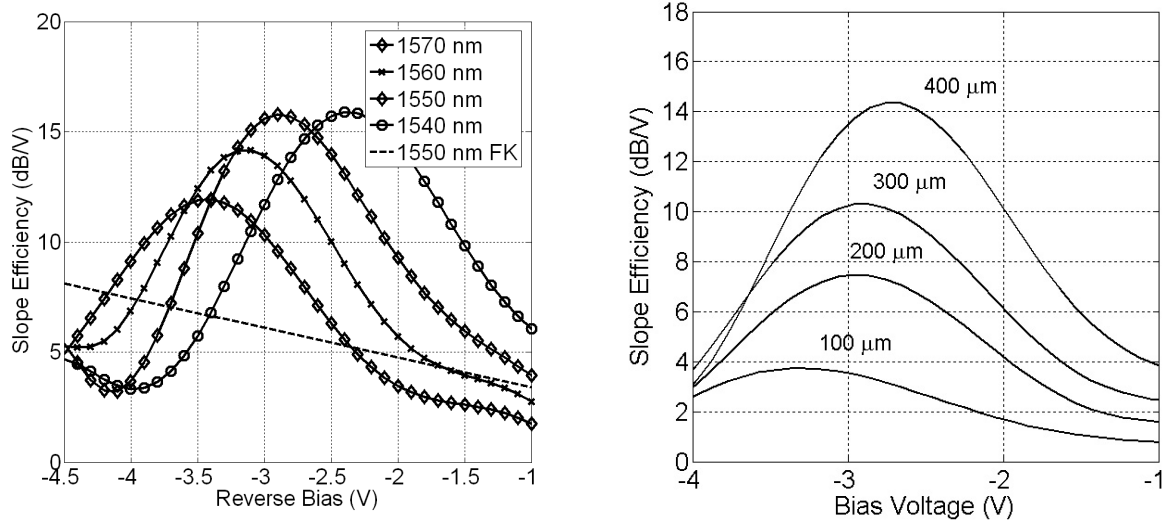 20
15
10
5
0
-4.5
-4
-3.5
-3
-2.5
-2
-1.5
-1
Slope Efficiency (dB/V)
Reverse Bias (V)
1570 nm
1560 nm
1550 nm
1540 nm
1550 nm FK
18
16
14
12
10
8
6
4
2
0
-4
-3
-2
-1
Slope Efficiency (dB/V)
Bias Voltage (V)
400 μm
300 μm
200 μm
100 μm